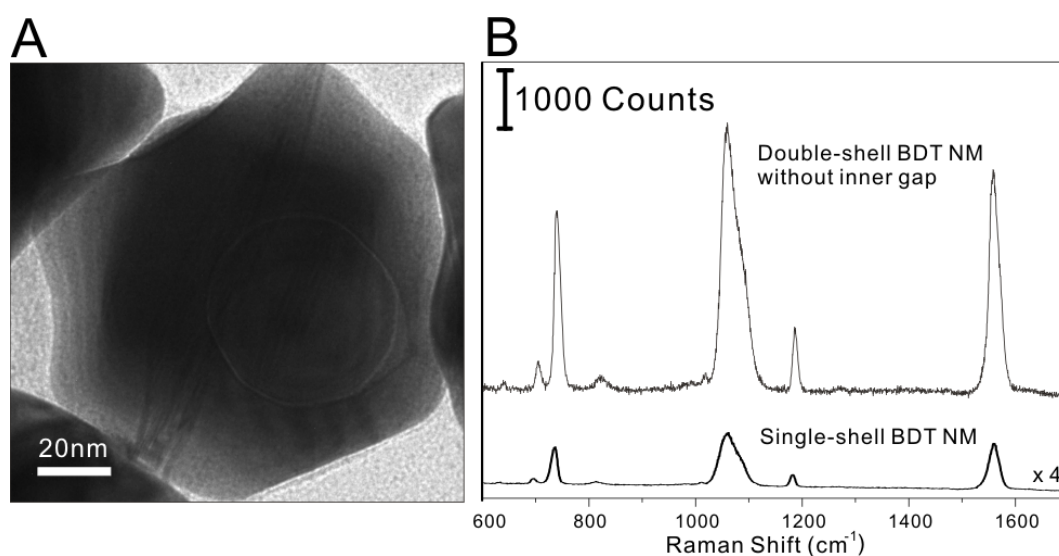 A
B
1000 Counts
Double-shell BDT NM
without inner gap
20nm
Single-shell BDT NM
x 4
600 800 1000 1200 1400 1600
Raman Shift (cm⁻¹)